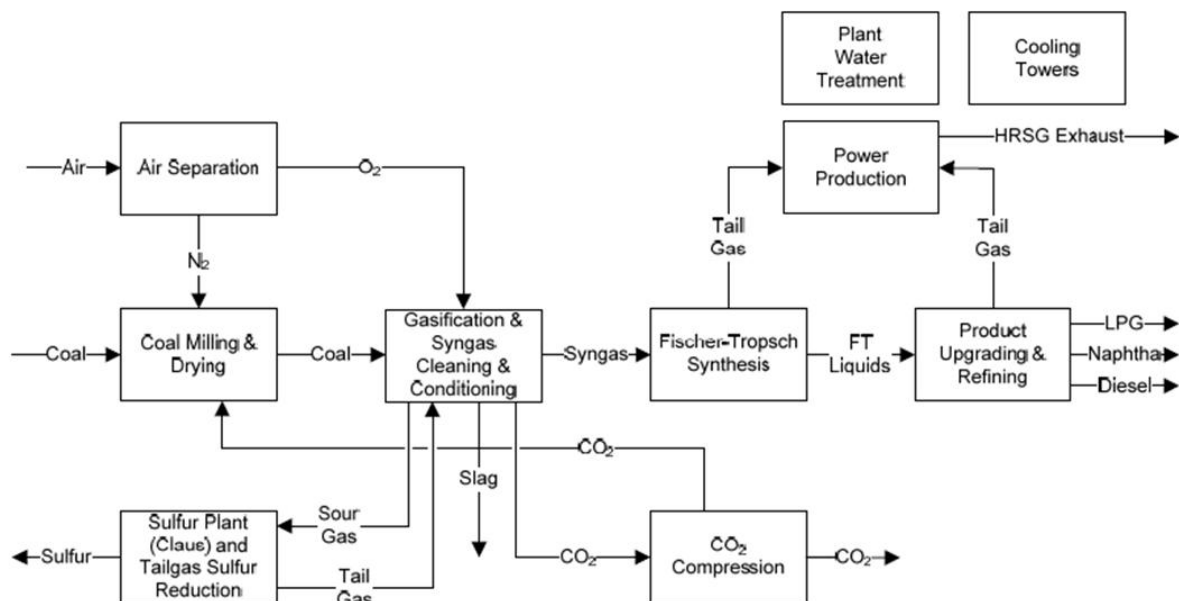 Plant
Water
Treatment
Cooling
Towers
Air
Air Separation
O₂
HRSG Exhaust
Power
Production
Tail
Gas
Tail
Gas
N₂
Coal
Coal Milling &
Drying
Coal
Gasification &
Syngas
Cleaning &
Conditioning
Syngas
Fischer-Tropsch
Synthesis
FT
Liquids
Product
Upgrading &
Refining
LPG
Naphtha
Diesel
CO₂
Slag
Sour
Gas
Sulfur
Sulfur Plant
(Claus) and
Tailgas Sulfur
Reduction
Tail
Gas
CO₂
CO₂
Compression
CO₂